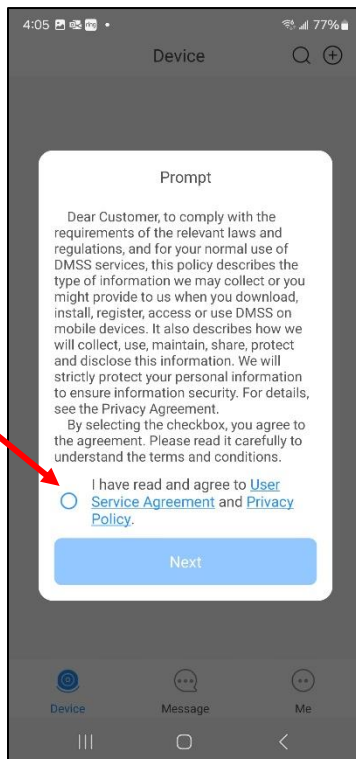 4:05 ring • 77%
Device
Prompt
Dear Customer, to comply with the
requirements of the relevant laws and
regulations, and for your normal use of
DMSS services, this policy describes the
type of information we may collect or you
might provide to us when you download,
install, register, access or use DMSS on
mobile devices. It also describes how we
will collect, use, maintain, share, protect
and disclose this information. We will
strictly protect your personal information
to ensure information security. For details,
see the Privacy Agreement.
By selecting the checkbox, you agree to
the agreement. Please read it carefully to
understand the terms and conditions.
I have read and agree to User
Service Agreement and Privacy
Policy.
Next
Device Message Me